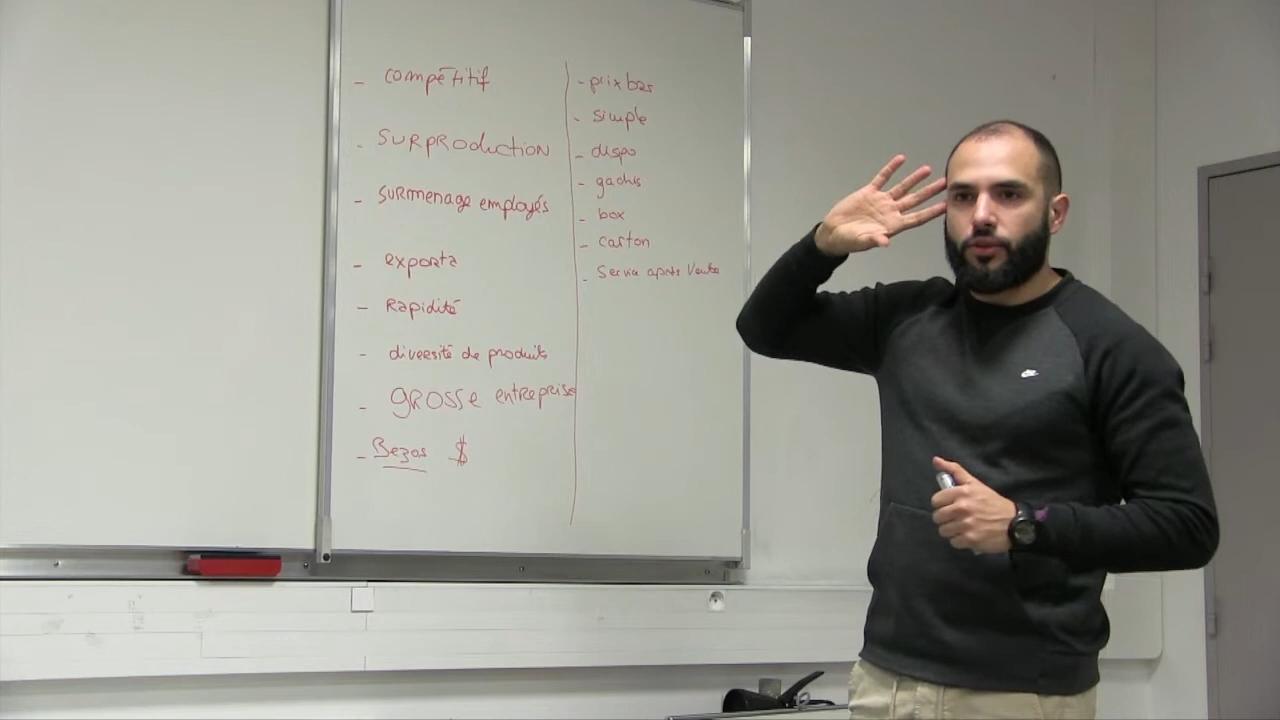 - compétitif
- SURPRODUCTION
- SURMENAGE employés
- exporta
- Rapidité
- diversité de produits
- GROSSE entreprise
- Bezos $
- prix bas
- simple
- dispo
- gachis
- box
- carton
- Service après Vente